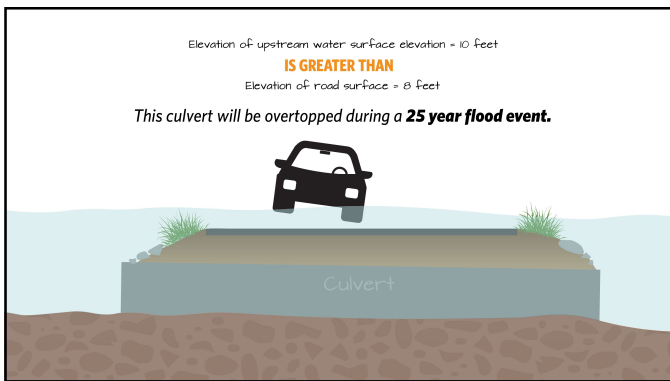 Elevation of upstream water surface elevation = 10 feet
IS GREATER THAN
Elevation of road surface = 8 feet
This culvert will be overtopped during a 25 year flood event.
Culvert